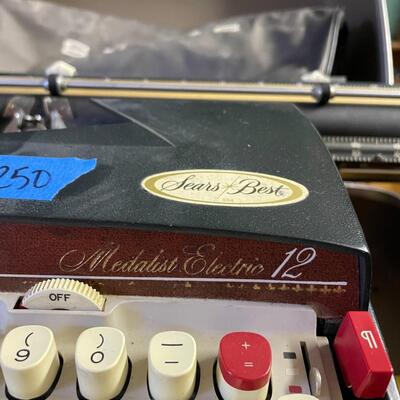 250
Sears Best
Medalist Electric 12
OFF
( ) _ +
9 0 - =
¶